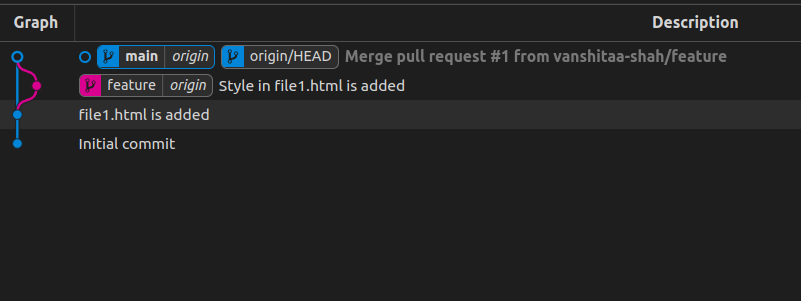 Graph Description
main origin origin/HEAD Merge pull request #1 from vanshitaa-shah/feature
feature origin Style in file1.html is added
file1.html is added
Initial commit